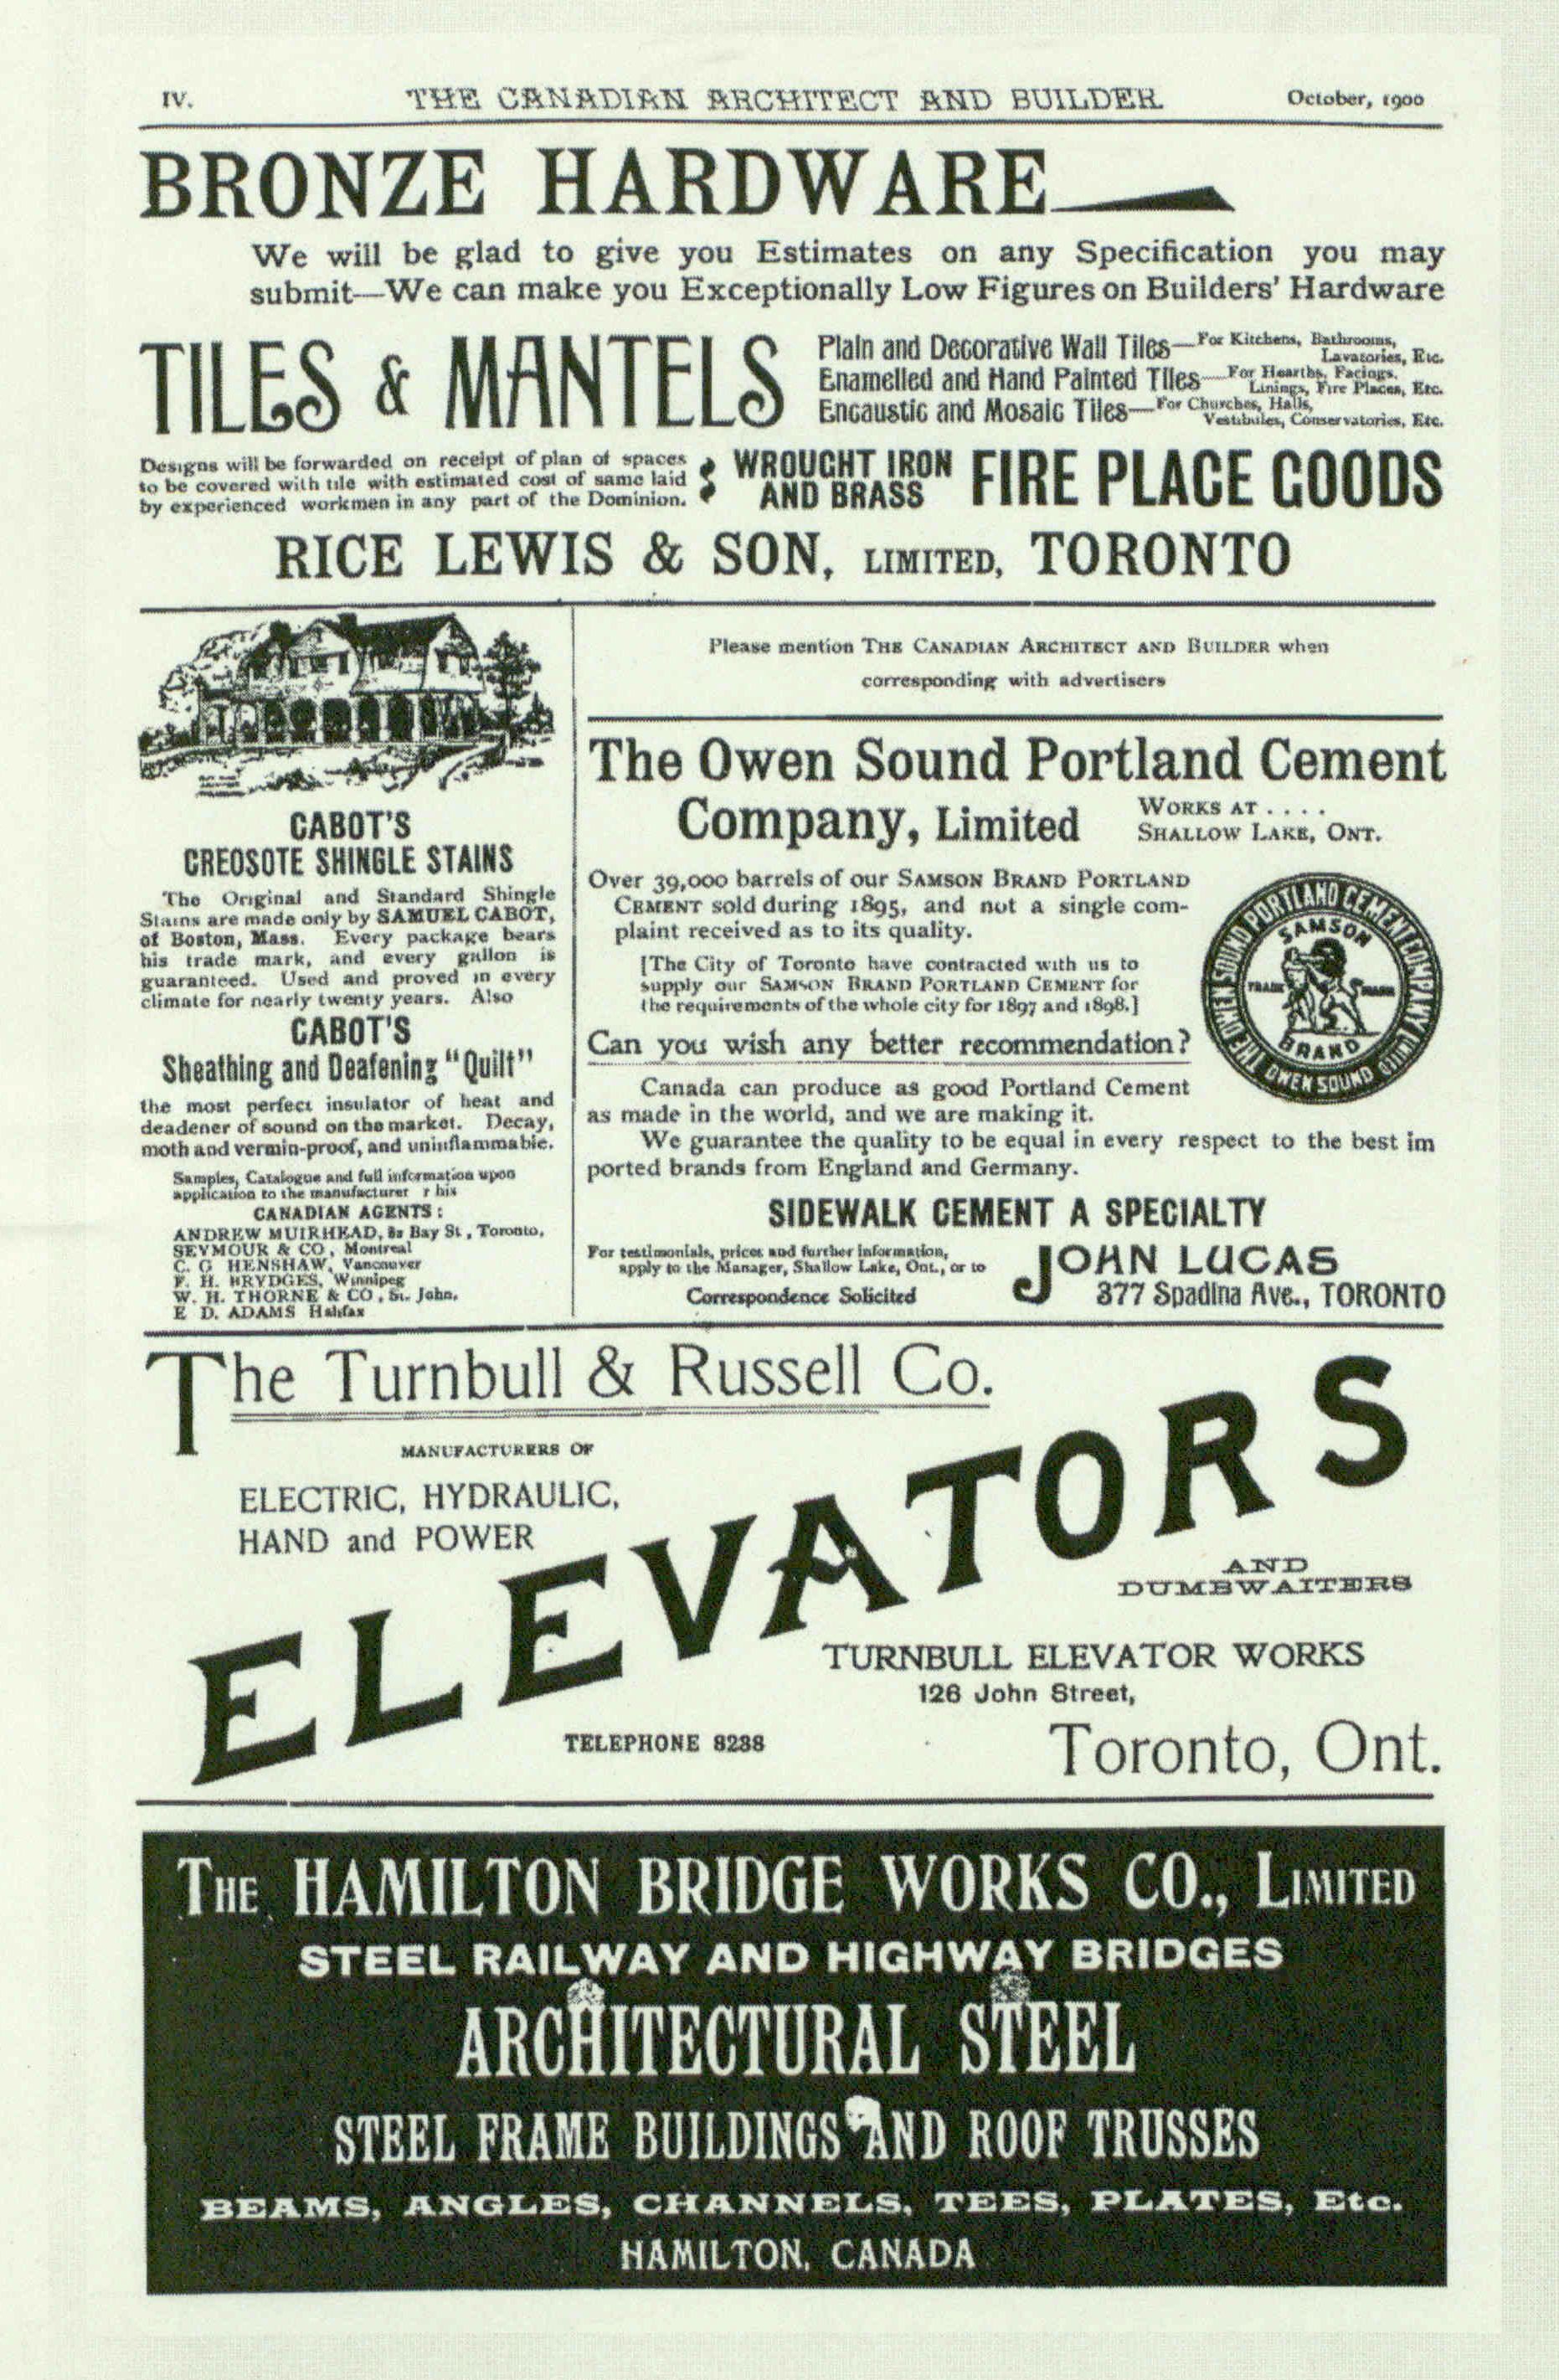 IV.
THE CANADIAN ARCHITECT AND BUILDER
October, 1900
BRONZE HARDWARE
We will be glad to give you Estimates on any Specification you may
submit—We can make you Exceptionally Low Figures on Builders' Hardware
TILES & MANTELS
Plain and Decorative Wall Tiles—For Kitchens, Bathrooms,
Lavatories, Etc.
Enamelled and Hand Painted Tiles—For Hearths, Facings,
Linings, Fire Places, Etc.
Encaustic and Mosaic Tiles—For Churches, Halls,
Vestibules, Conservatories, Etc.
Designs will be forwarded on receipt of plan of spaces
to be covered with tile with estimated cost of same laid
by experienced workmen in any part of the Dominion.
WROUGHT IRON
AND BRASS
FIRE PLACE GOODS
RICE LEWIS & SON, LIMITED, TORONTO
CABOT'S
CREOSOTE SHINGLE STAINS
The Original and Standard Shingle
Stains are made only by SAMUEL CABOT,
of Boston, Mass. Every package bears
his trade mark, and every gallon is
guaranteed. Used and proved in every
climate for nearly twenty years. Also
CABOT'S
Sheathing and Deafening "Quilt"
the most perfect insulator of heat and
deadener of sound on the market. Decay,
moth and vermin-proof, and uninflammable.
Samples, Catalogue and full information upon
application to the manufacturer r his
CANADIAN AGENTS:
ANDREW MUIRHEAD, Bay St, Toronto,
SEYMOUR & CO, Montreal
C. G HENSHAW, Vancouver
F. H. BRYDGES, Winnipeg
W. H. THORNE & CO, St. John.
E D. ADAMS Halifax
Please mention THE CANADIAN ARCHITECT AND BUILDER when
corresponding with advertisers
The Owen Sound Portland Cement
Company, Limited
WORKS AT ....
SHALLOW LAKE, ONT.
Over 39,000 barrels of our SAMSON BRAND PORTLAND
CEMENT sold during 1895, and not a single com-
plaint received as to its quality.
[The City of Toronto have contracted with us to
supply our SAMSON BRAND PORTLAND CEMENT for
the requirements of the whole city for 1897 and 1898.]
Can you wish any better recommendation?
THE OWEN SOUND PORTLAND CEMENT COMPANY LIMITED
OWEN SOUND
SAMSON
TRADE MARK
BRAND
Canada can produce as good Portland Cement
as made in the world, and we are making it.
We guarantee the quality to be equal in every respect to the best im
ported brands from England and Germany.
SIDEWALK CEMENT A SPECIALTY
For testimonials, prices and further information,
apply to the Manager, Shallow Lake, Ont., or to
Correspondence Solicited
JOHN LUCAS
377 Spadina Ave., TORONTO
The Turnbull & Russell Co.
MANUFACTURERS OF
ELECTRIC, HYDRAULIC,
HAND and POWER
ELEVATORS
AND
DUMBWAITERS
TURNBULL ELEVATOR WORKS
126 John Street,
TELEPHONE 8238
Toronto, Ont.
THE HAMILTON BRIDGE WORKS CO., LIMITED
STEEL RAILWAY AND HIGHWAY BRIDGES
ARCHITECTURAL STEEL
STEEL FRAME BUILDINGS AND ROOF TRUSSES
BEAMS, ANGLES, CHANNELS, TEES, PLATES, Etc.
HAMILTON, CANADA